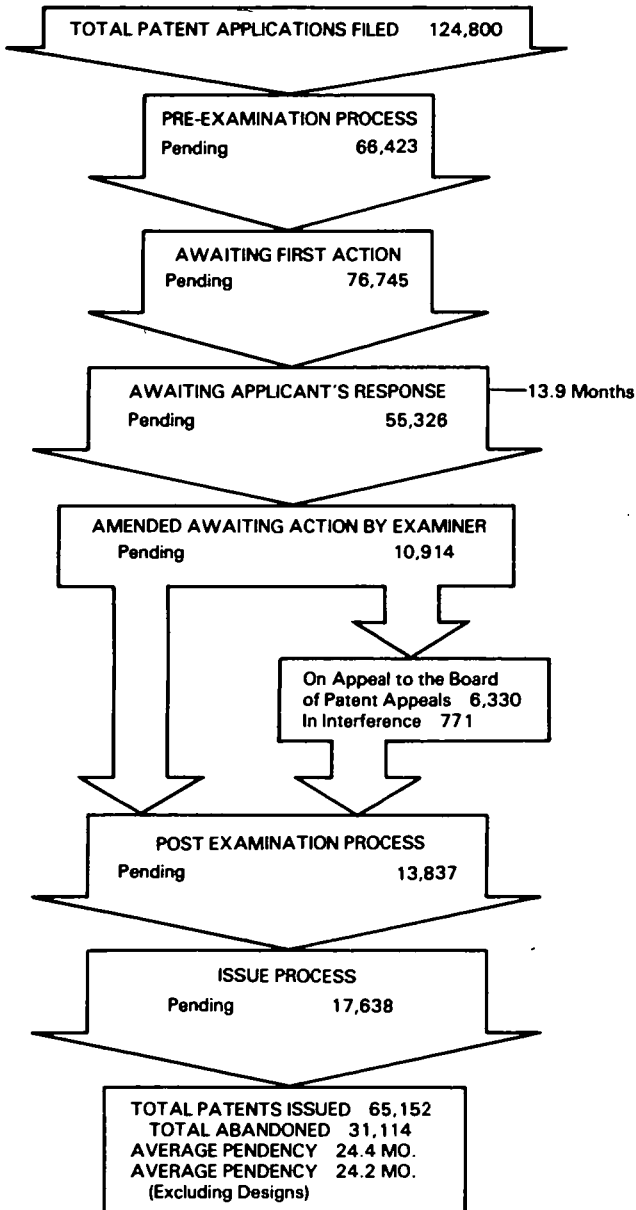 TOTAL PATENT APPLICATIONS FILED 124,800
PRE-EXAMINATION PROCESS
Pending 66,423
AWAITING FIRST ACTION
Pending 76,745
AWAITING APPLICANT'S RESPONSE
13.9 Months
Pending 55,326
AMENDED AWAITING ACTION BY EXAMINER
Pending 10,914
On Appeal to the Board
of Patent Appeals 6,330
In Interference 771
POST EXAMINATION PROCESS
Pending 13,837
ISSUE PROCESS
Pending 17,638
TOTAL PATENTS ISSUED 65,152
TOTAL ABANDONED 31,114
AVERAGE PENDENCY 24.4 MO.
AVERAGE PENDENCY 24.2 MO.
(Excluding Designs)